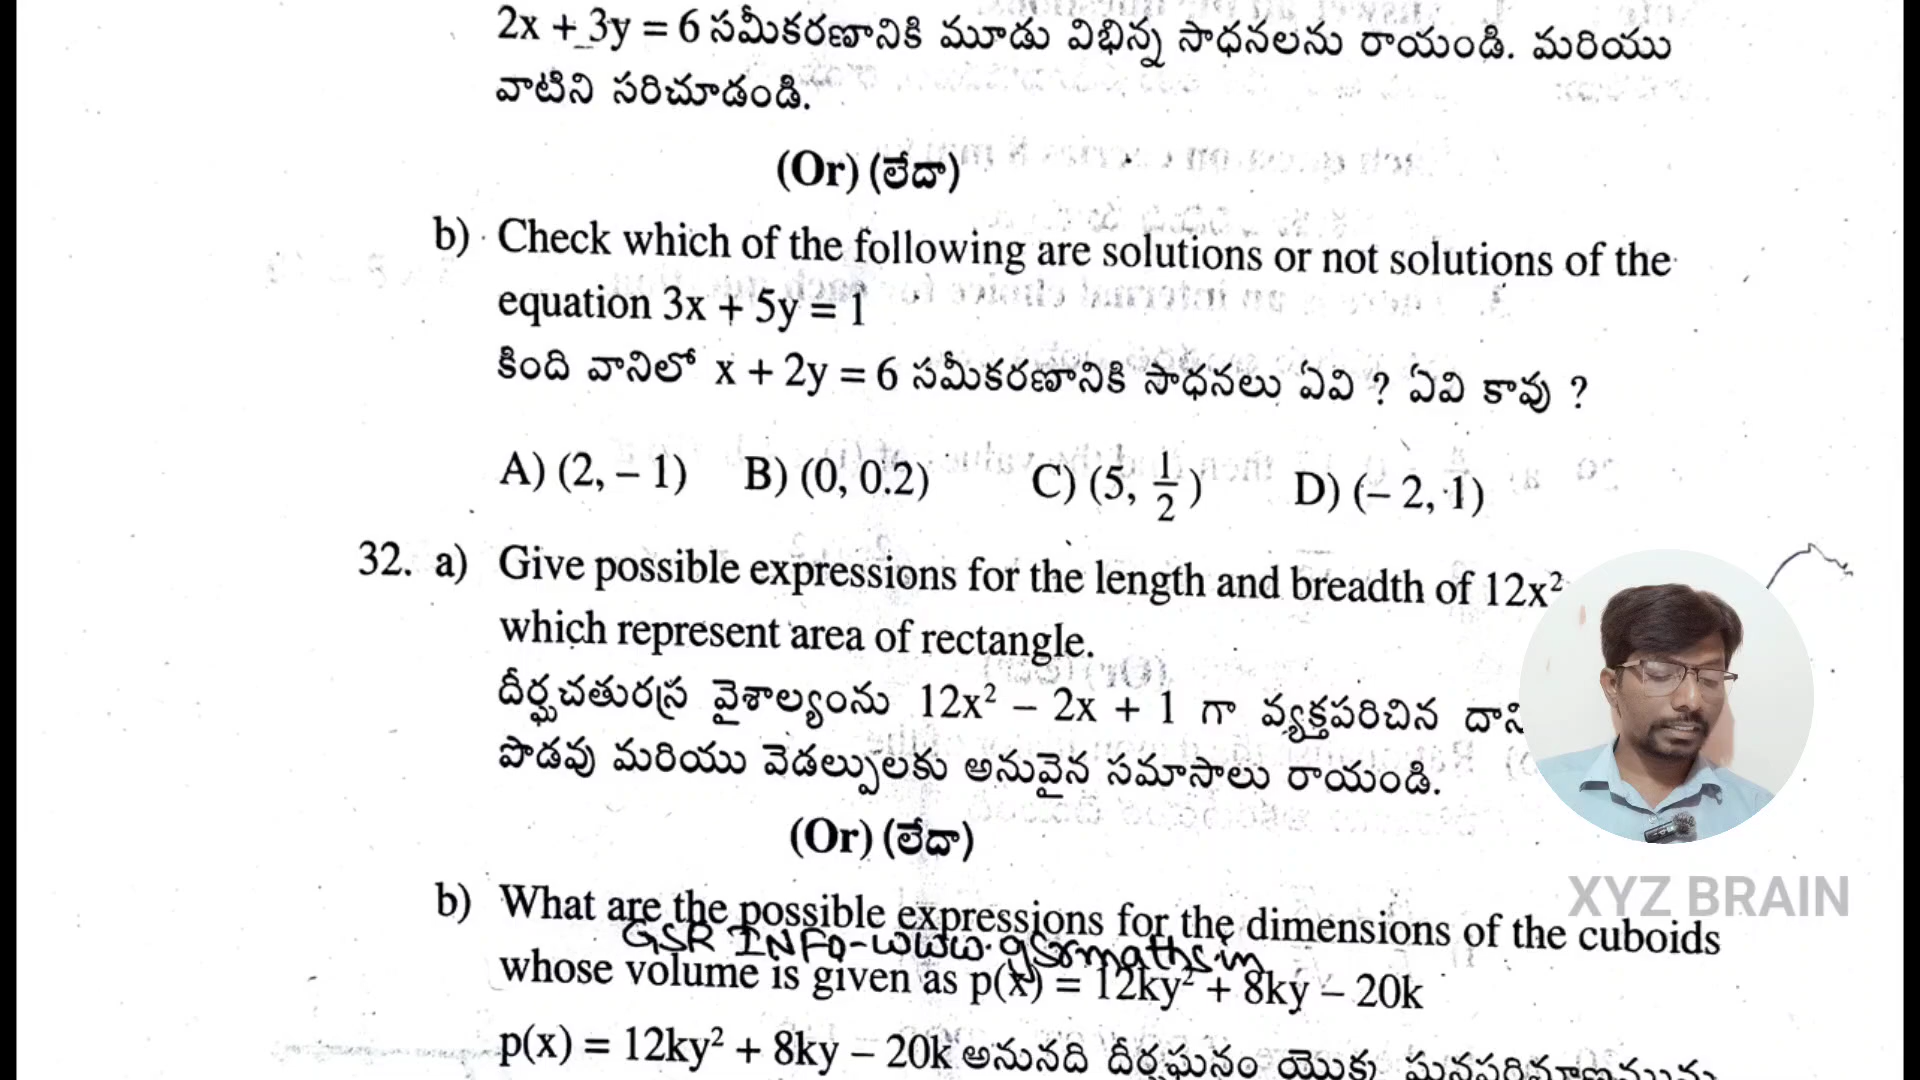 2x + 3y = 6 సమీకరణానికి మూడు విభిన్న సాధనలను రాయండి. మరియు
వాటిని సరిచూడండి.
(Or) (లేదా)
b) Check which of the following are solutions or not solutions of the
equation 3x + 5y = 1
కింది వానిలో x + 2y = 6 సమీకరణానికి సాధనలు ఏవి ? ఏవి కావు ?
A) (2, – 1) B) (0, 0.2) C) (5, 1/2) D) (– 2, 1)
32. a) Give possible expressions for the length and breadth of 12x²
which represent area of rectangle.
దీర్ఘచతురస్ర వైశాల్యంను 12x² – 2x + 1 గా వ్యక్తపరిచిన
పొడవు మరియు వెడల్పులకు అనువైన సమాసాలు రాయండి.
(Or) (లేదా)
XYZ BRAIN
b) What are the possible expressions for the dimensions of the cuboids
GSR INFO-www.gsrmaths.in
whose volume is given as p(x) = 12ky² + 8ky – 20k
p(x) = 12ky² + 8ky – 20k అనునది దీర్ఘఘనం యొక్క ఘనపరిమాణమును